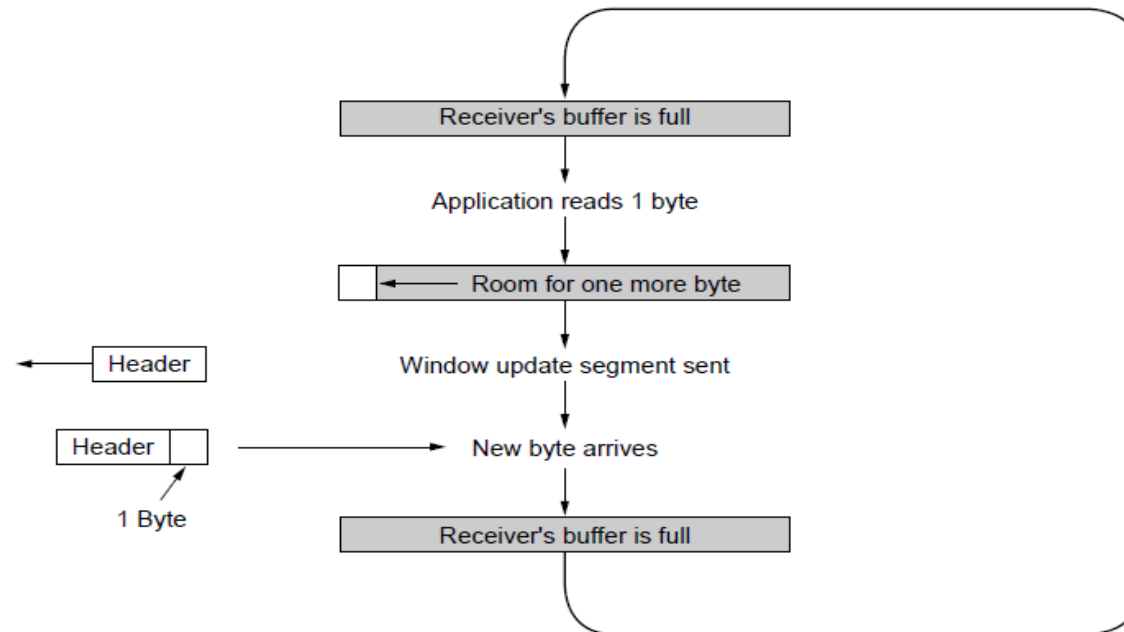 Receiver's buffer is full
Application reads 1 byte
Room for one more byte
Header
Window update segment sent
Header
New byte arrives
1 Byte
Receiver's buffer is full